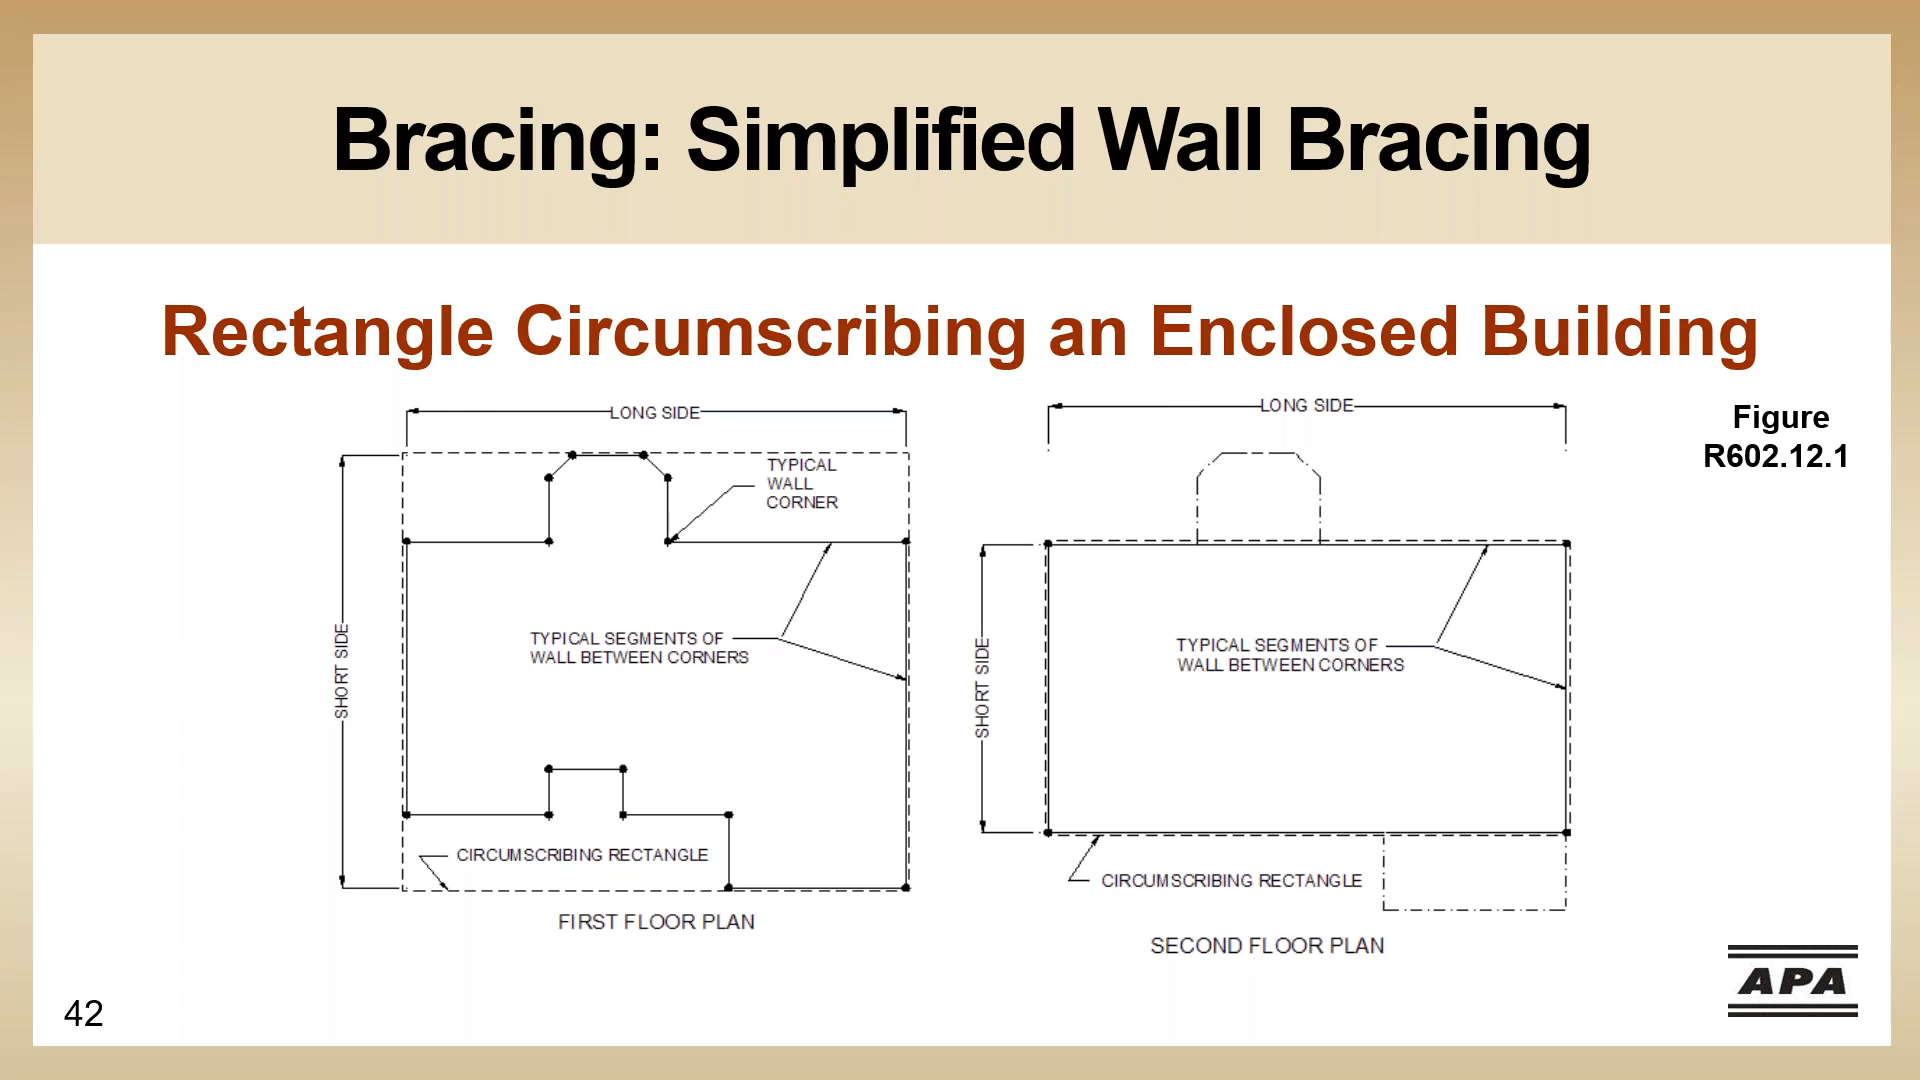 Bracing: Simplified Wall Bracing
Rectangle Circumscribing an Enclosed Building
Figure
R602.12.1
LONG SIDE
SHORT SIDE
TYPICAL
WALL
CORNER
TYPICAL SEGMENTS OF
WALL BETWEEN CORNERS
CIRCUMSCRIBING RECTANGLE
FIRST FLOOR PLAN
LONG SIDE
SHORT SIDE
TYPICAL SEGMENTS OF
WALL BETWEEN CORNERS
CIRCUMSCRIBING RECTANGLE
SECOND FLOOR PLAN
APA
42